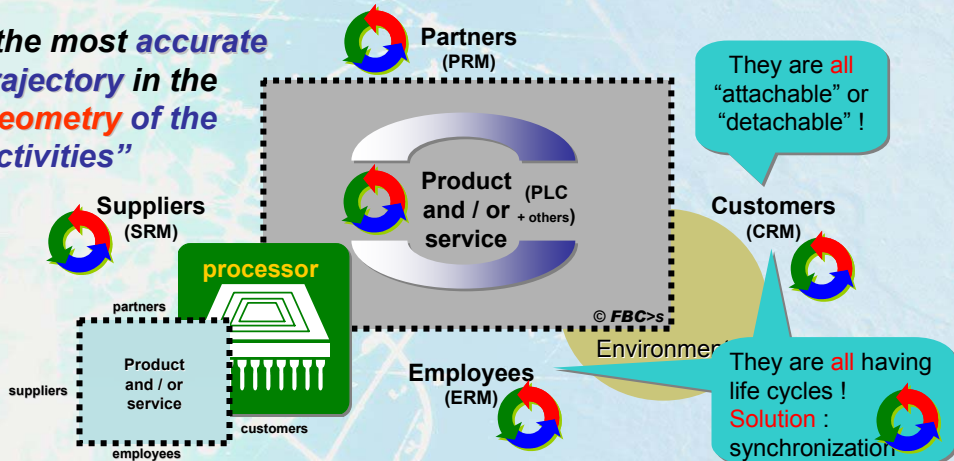 the most accurate
rajectory in the
eometry of the
ctivities”
Partners
(PRM)
They are all
“attachable” or
“detachable” !
Suppliers
(SRM)
Product
and / or
service
(PLC
+ others)
Customers
(CRM)
processor
partners
suppliers
Product
and / or
service
customers
employees
© FBC>s
Environmen
Employees
(ERM)
They are all having
life cycles !
Solution :
synchronization